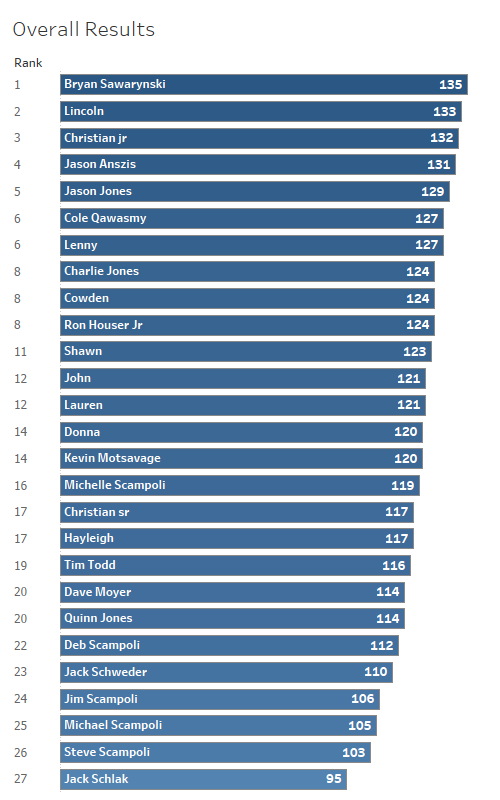 Overall Results
Rank
1 Bryan Sawarynski 135
2 Lincoln 133
3 Christian jr 132
4 Jason Anszis 131
5 Jason Jones 129
6 Cole Qawasmy 127
6 Lenny 127
8 Charlie Jones 124
8 Cowden 124
8 Ron Houser Jr 124
11 Shawn 123
12 John 121
12 Lauren 121
14 Donna 120
14 Kevin Motsavage 120
16 Michelle Scampoli 119
17 Christian sr 117
17 Hayleigh 117
19 Tim Todd 116
20 Dave Moyer 114
20 Quinn Jones 114
22 Deb Scampoli 112
23 Jack Schweder 110
24 Jim Scampoli 106
25 Michael Scampoli 105
26 Steve Scampoli 103
27 Jack Schlak 95